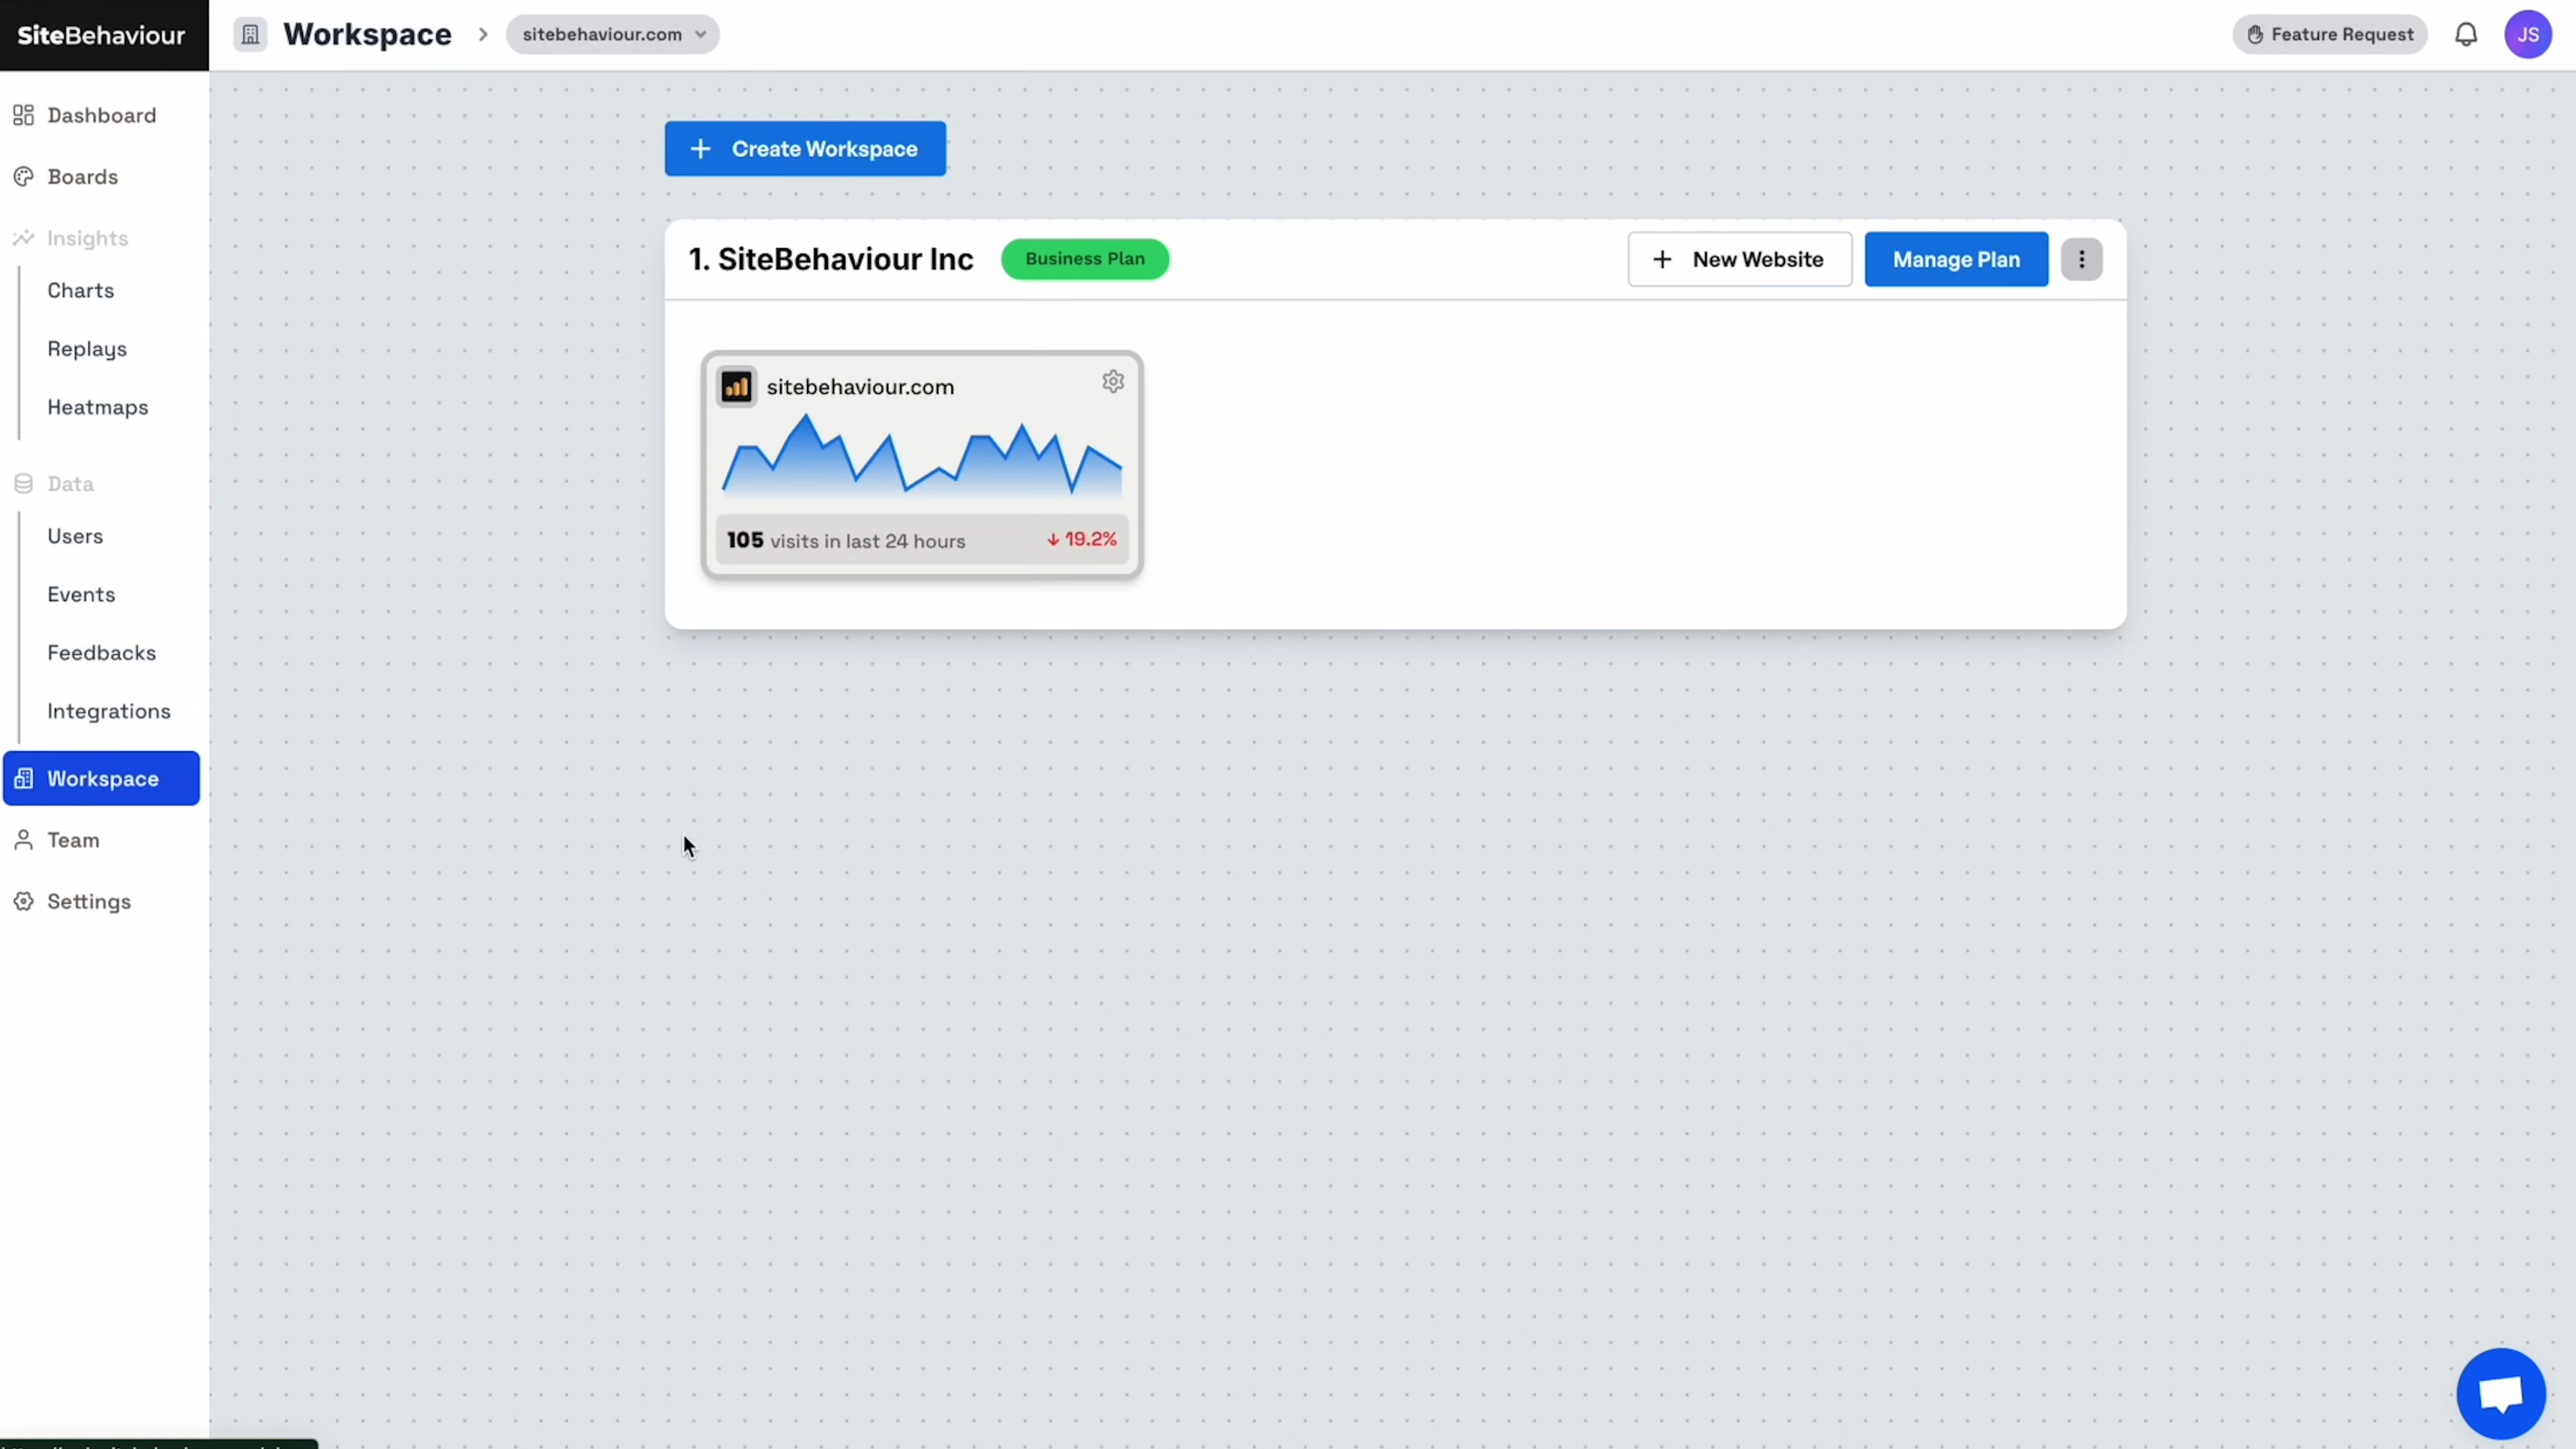 SiteBehaviour
Workspace
sitebehaviour.com
Feature Request
JS
Dashboard
Boards
Insights
Charts
Replays
Heatmaps
Data
Users
Events
Feedbacks
Integrations
Workspace
Team
Settings
+ Create Workspace
1. SiteBehaviour Inc
Business Plan
+ New Website
Manage Plan
sitebehaviour.com
105 visits in last 24 hours
↓ 19.2%